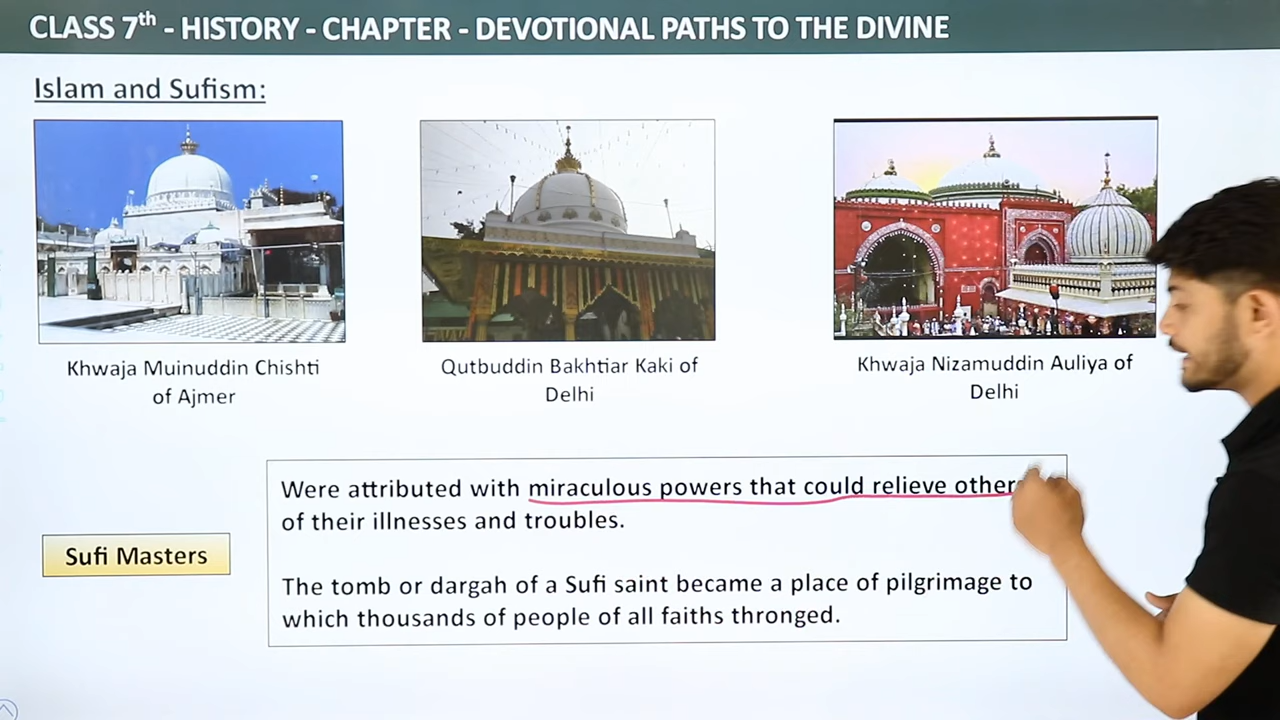 CLASS 7th - HISTORY - CHAPTER - DEVOTIONAL PATHS TO THE DIVINE
Islam and Sufism:
Khwaja Muinuddin Chishti
of Ajmer
Qutbuddin Bakhtiar Kaki of
Delhi
Khwaja Nizamuddin Auliya of
Delhi
Sufi Masters
Were attributed with miraculous powers that could relieve other
of their illnesses and troubles.
The tomb or dargah of a Sufi saint became a place of pilgrimage to
which thousands of people of all faiths thronged.